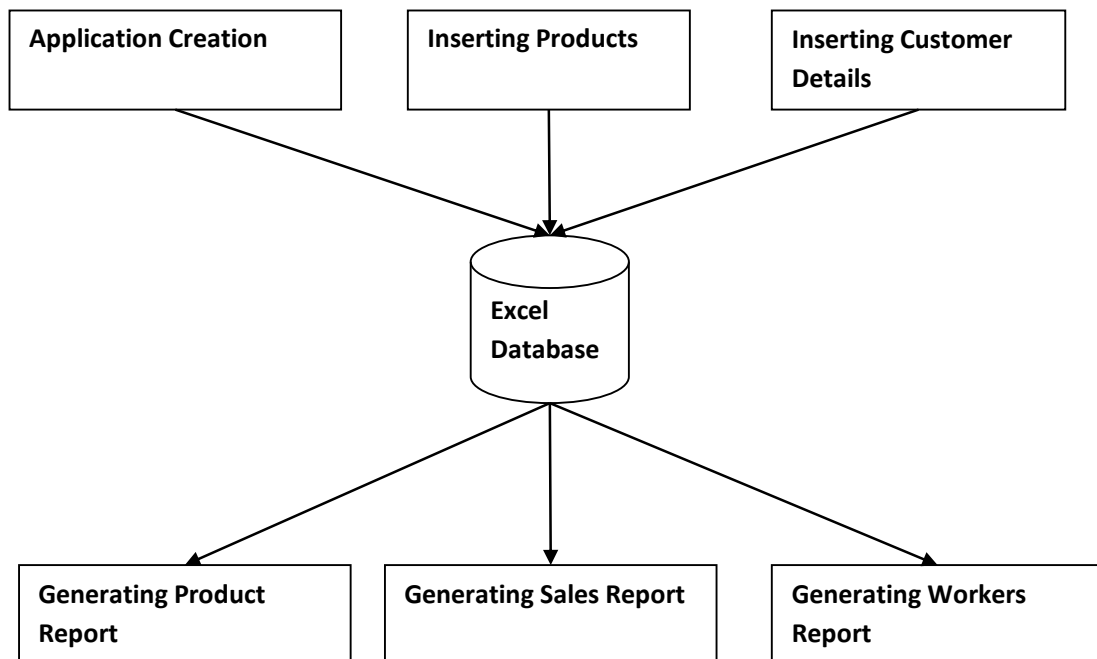 Application Creation
Inserting Products
Inserting Customer
Details
Excel
Database
Generating Product
Report
Generating Sales Report
Generating Workers
Report